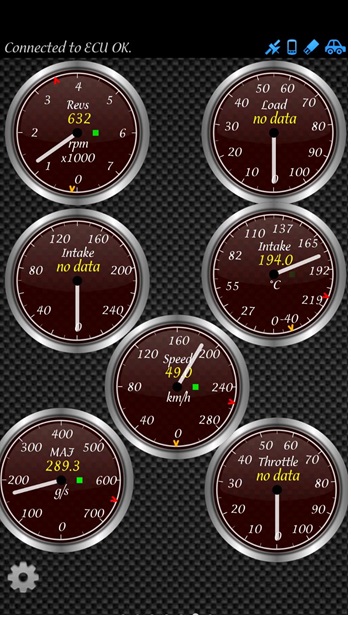 Connected to ECU OK.
0 1 2 3 4 5 6 7
Revs
632
rpm
x1000
0 10 20 30 40 50 60 70 80 90 100
Load
no data
0 40 80 120 160 200 240
Intake
no data
-40 0 27 55 82 110 137 165 192 219
Intake
194.0
°C
0 40 80 120 160 200 240 280
Speed
49.0
km/h
0 100 200 300 400 500 600 700
MAF
289.3
g/s
0 10 20 30 40 50 60 70 80 90 100
Throttle
no data